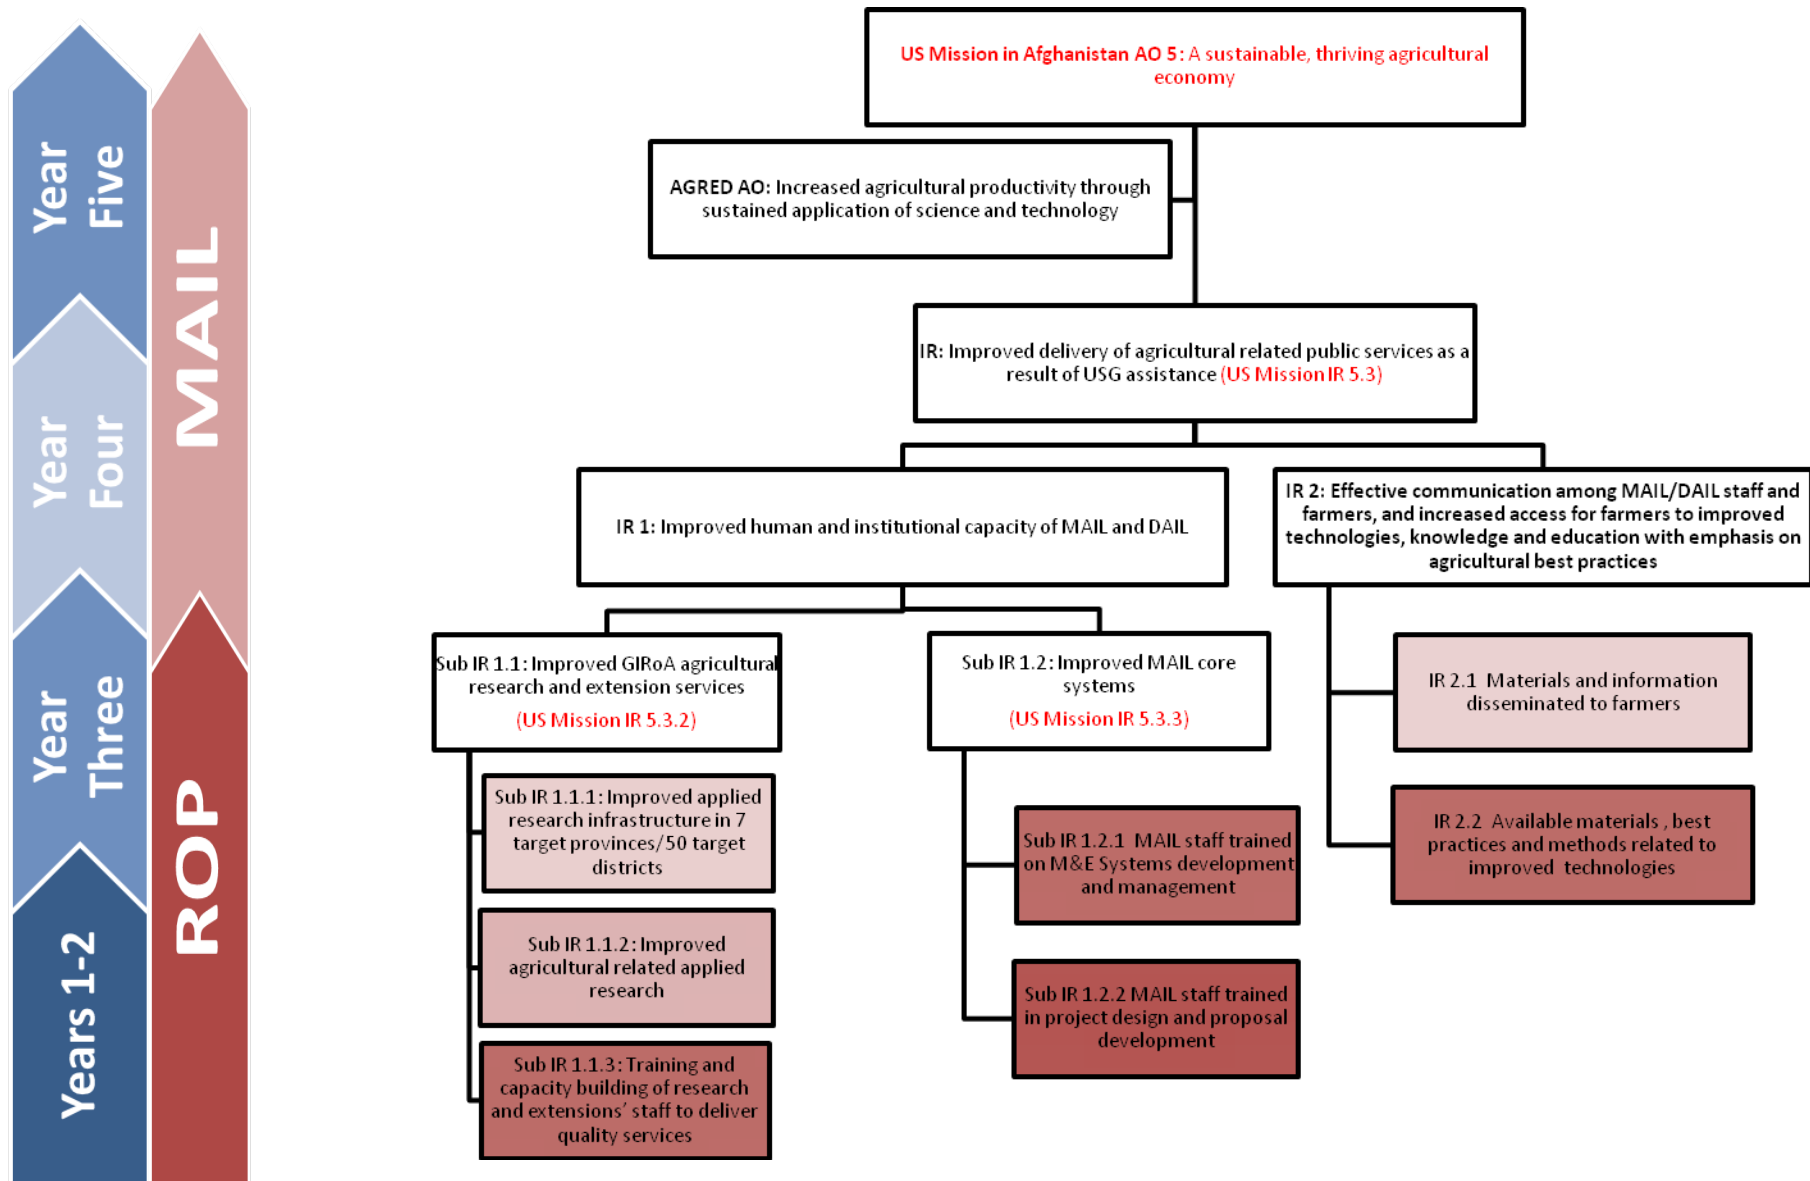 Year
Five
Year
Four
Year
Three
Years 1-2
MAIL
ROP
US Mission in Afghanistan AO 5: A sustainable, thriving agricultural
economy
AGRED AO: Increased agricultural productivity through
sustained application of science and technology
IR: Improved delivery of agricultural related public services as a
result of USG assistance (US Mission IR 5.3)
IR 1: Improved human and institutional capacity of MAIL and DAIL
IR 2: Effective communication among MAIL/DAIL staff and
farmers, and increased access for farmers to improved
technologies, knowledge and education with emphasis on
agricultural best practices
Sub IR 1.1: Improved GIRoA agricultural
research and extension services
(US Mission IR 5.3.2)
Sub IR 1.1.1: Improved applied
research infrastructure in 7
target provinces/50 target
districts
Sub IR 1.1.2: Improved
agricultural related applied
research
Sub IR 1.1.3: Training and
capacity building of research
and extensions' staff to deliver
quality services
Sub IR 1.2: Improved MAIL core
systems
(US Mission IR 5.3.3)
Sub IR 1.2.1 MAIL staff trained
on M&E Systems development
and management
Sub IR 1.2.2 MAIL staff trained
in project design and proposal
development
IR 2.1 Materials and information
disseminated to farmers
IR 2.2 Available materials , best
practices and methods related to
improved technologies